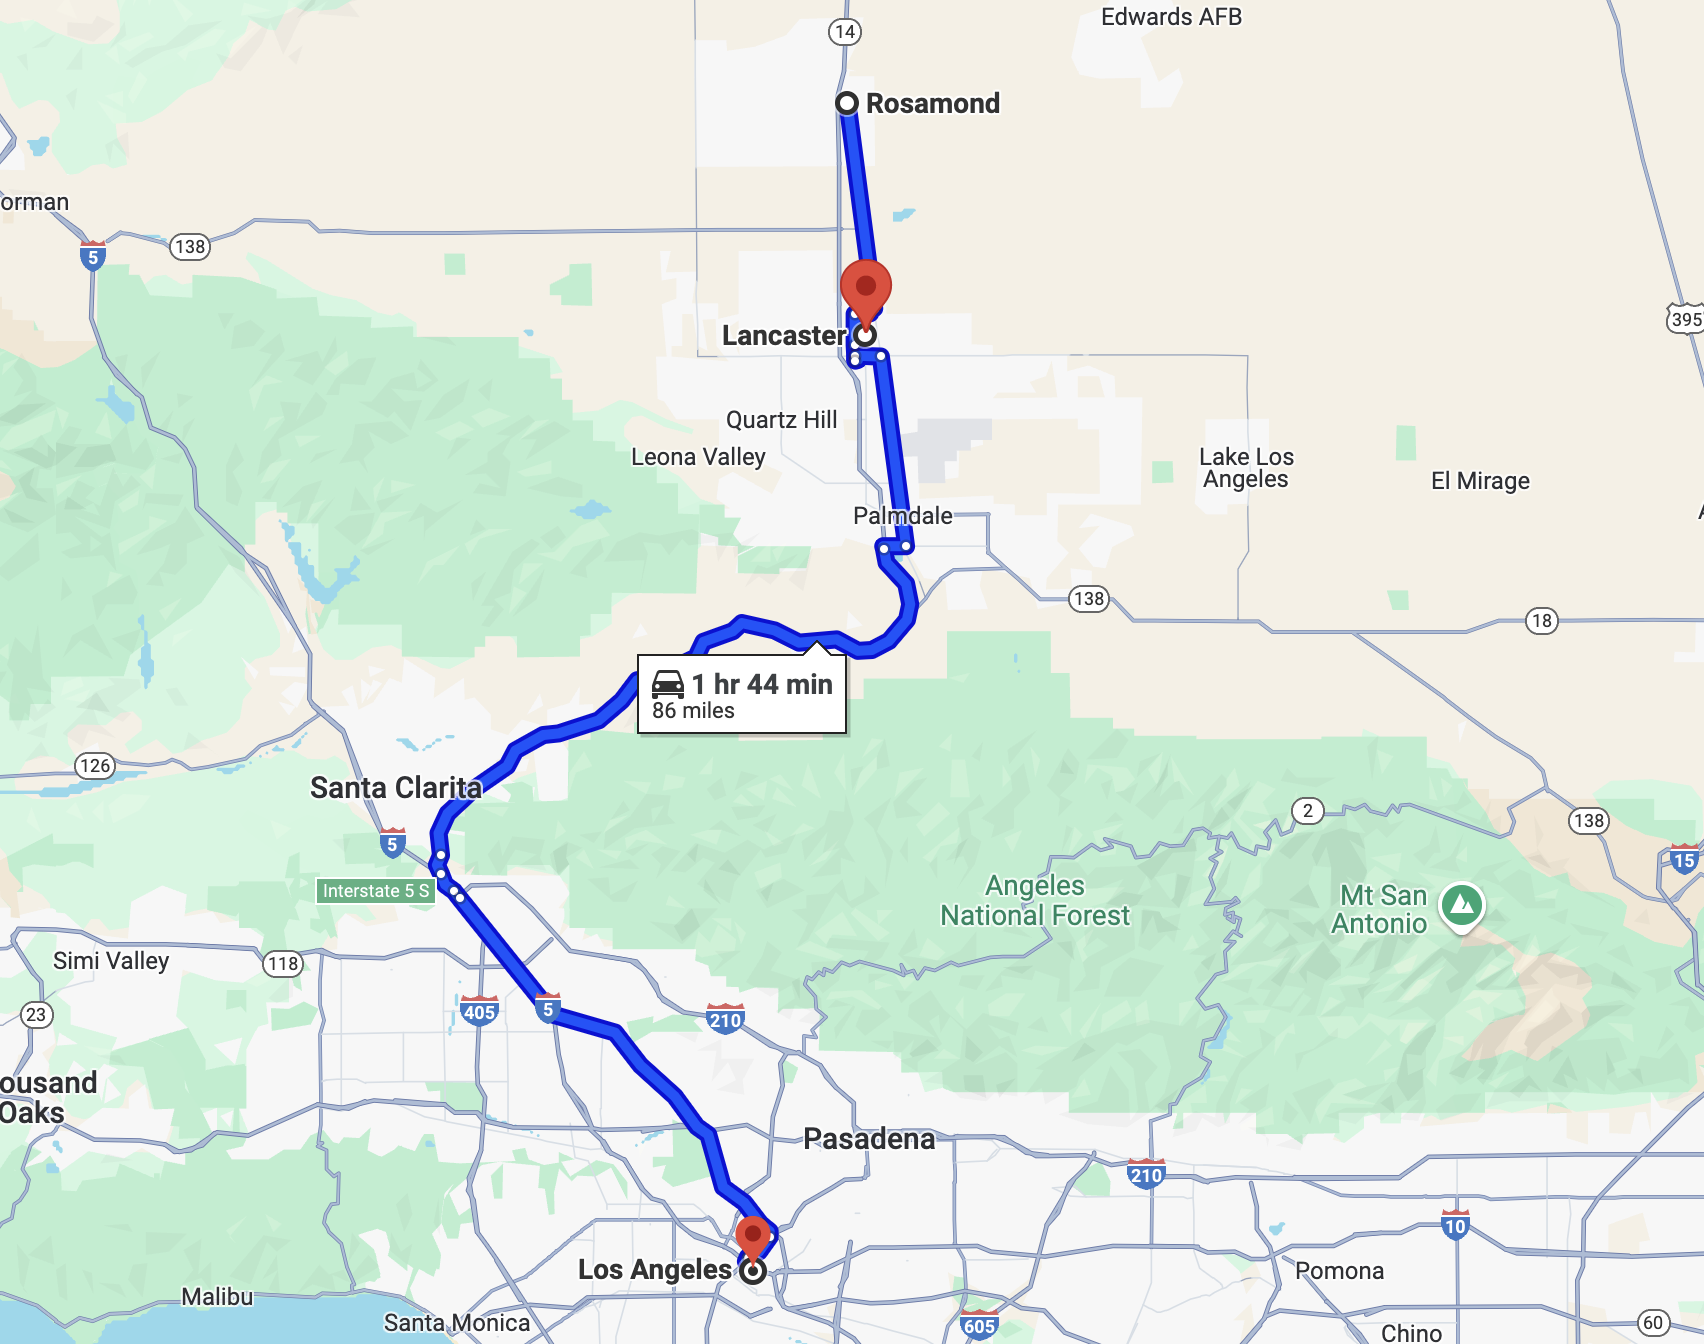 Edwards AFB
14
Rosamond
orman
138
5
395
Lancaster
Quartz Hill
Leona Valley
Lake Los
Angeles
El Mirage
A
Palmdale
138
18
1 hr 44 min
86 miles
126
Santa Clarita
2
138
5
15
Interstate 5 S
Angeles
National Forest
Mt San
Antonio
Simi Valley
118
23
405
5
210
ousand
Oaks
Pasadena
210
10
Los Angeles
Pomona
Malibu
Santa Monica
605
60
Chino